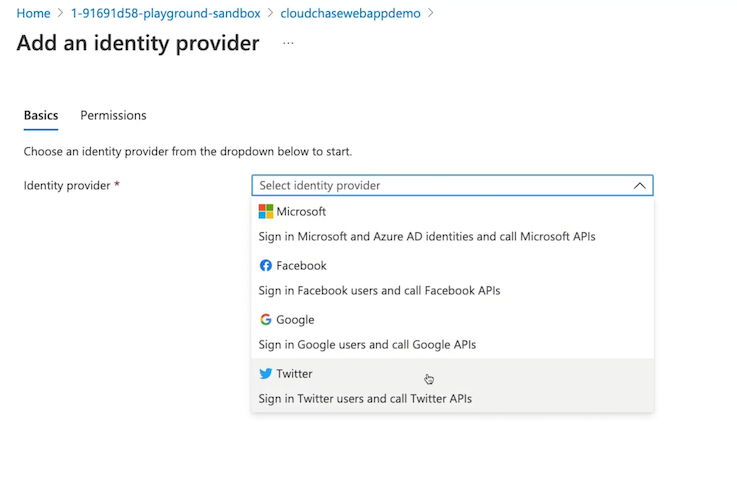 Home > 1-91691d58-playground-sandbox > cloudchasewebappdemo >
Add an identity provider ...
Basics Permissions
Choose an identity provider from the dropdown below to start.
Identity provider * Select identity provider
Microsoft
Sign in Microsoft and Azure AD identities and call Microsoft APIs
Facebook
Sign in Facebook users and call Facebook APIs
Google
Sign in Google users and call Google APIs
Twitter
Sign in Twitter users and call Twitter APIs